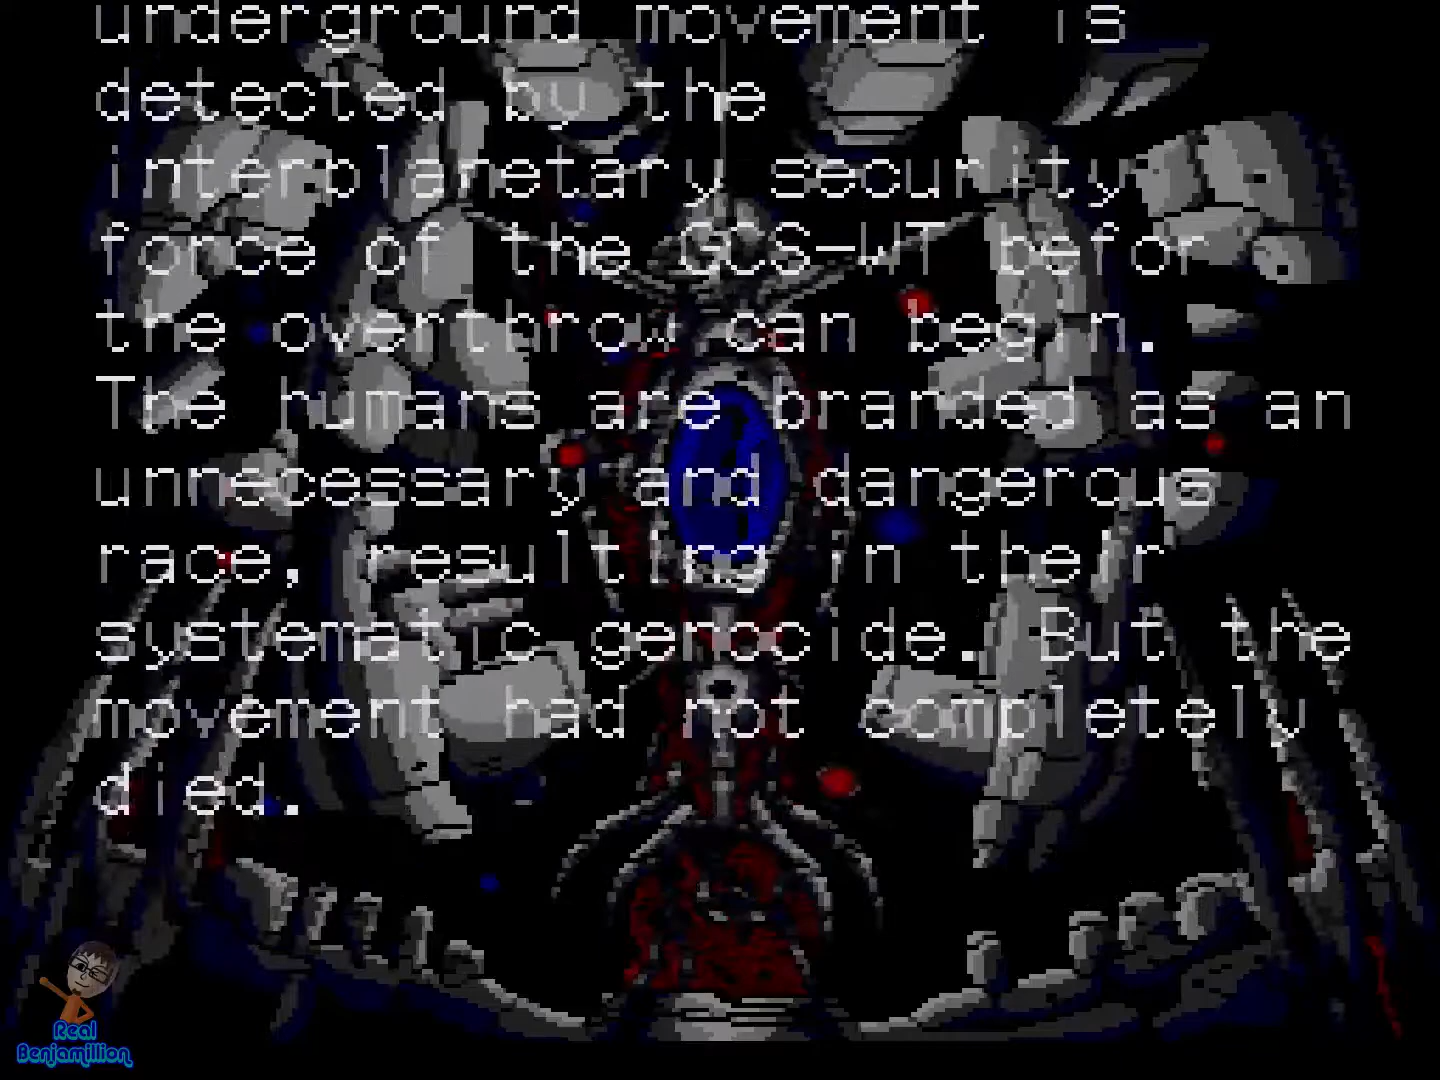 underground movement is
detected by the
interplanetary security
force of the GCS-WT befor
the overthrow can begin.
The humans are branded as an
unnecessary and dangerous
race, resulting in their
systematic genocide. But the
movement had not completely
died.
Real
Benjamillion